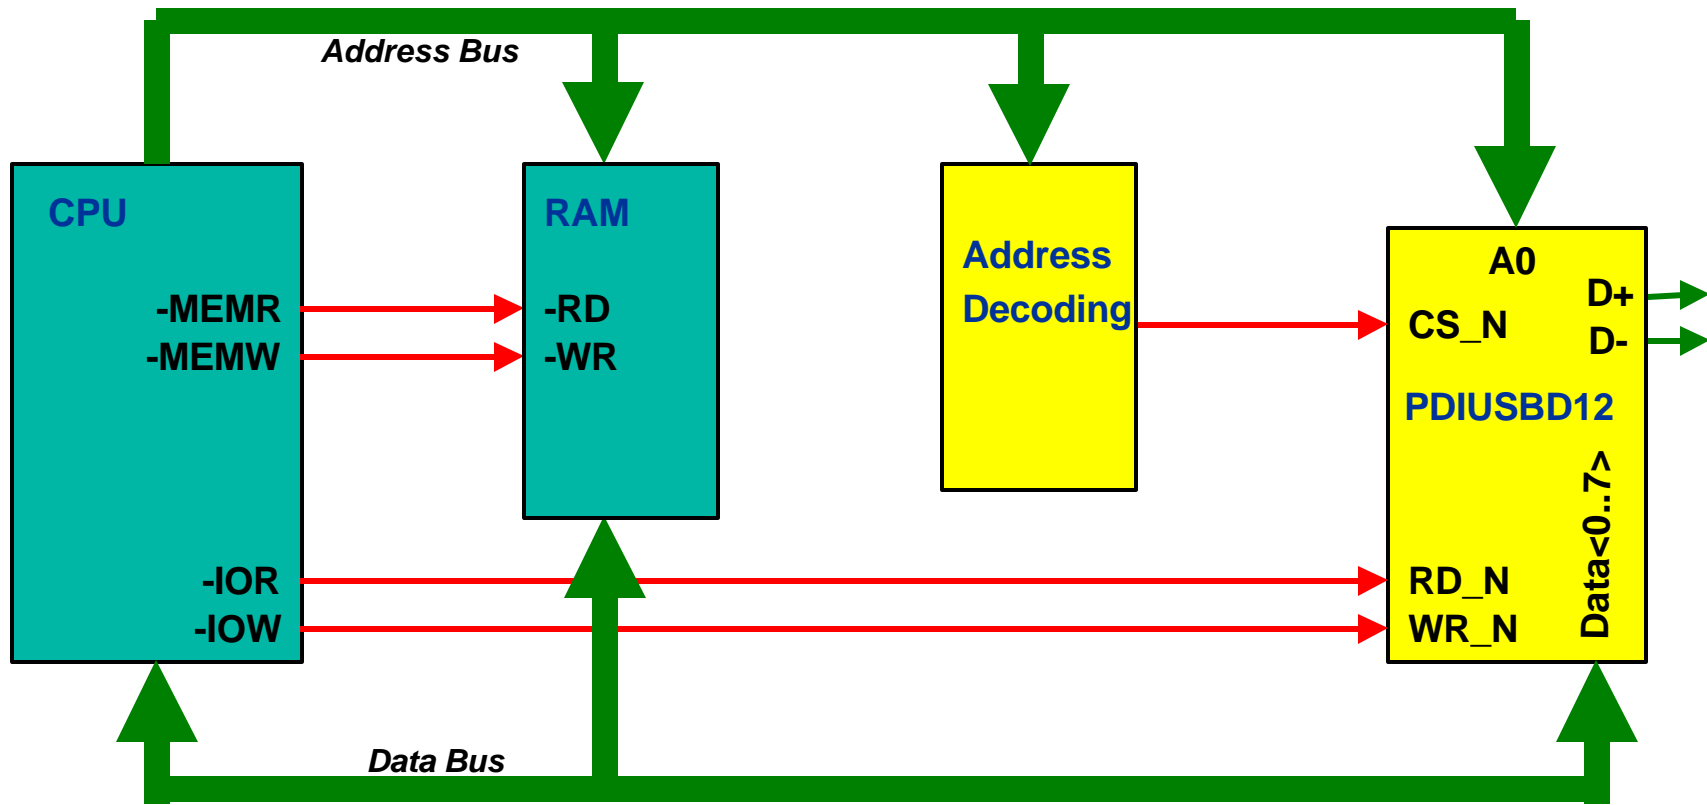 Address Bus
CPU
-MEMR
-MEMW
-IOR
-IOW
RAM
-RD
-WR
Address
Decoding
A0
D+
D-
CS_N
PDIUSBD12
Data<0..7>
RD_N
WR_N
Data Bus